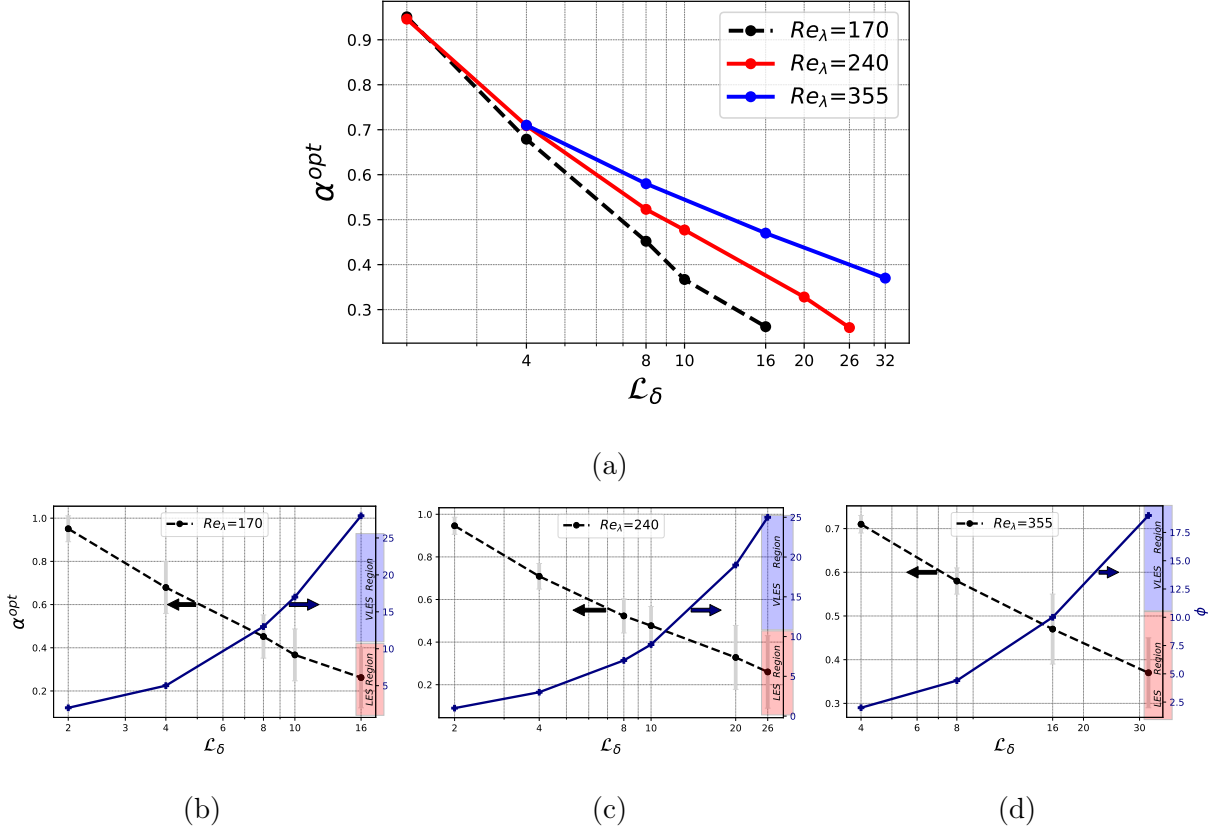 Re_λ=170
Re_λ=240
Re_λ=355
0.9
0.8
0.7
0.6
0.5
0.4
0.3
α^opt
4 8 10 16 20 26 32
ℒ_δ
(a)
Re_λ=170
1.0
0.8
0.6
0.4
0.2
α^opt
25
20
15
10
5
VLES Region
LES Region
2 3 4 6 8 10 16
ℒ_δ
(b)
Re_λ=240
1.0
0.8
0.6
0.4
0.2
25
20
15
10
5
0
VLES Region
LES Region
2 4 8 10 20 26
ℒ_δ
(c)
Re_λ=355
0.7
0.6
0.5
0.4
0.3
17.5
15.0
12.5
10.0
7.5
5.0
2.5
VLES Region
LES Region
ϕ
4 6 8 16 20 30
ℒ_δ
(d)